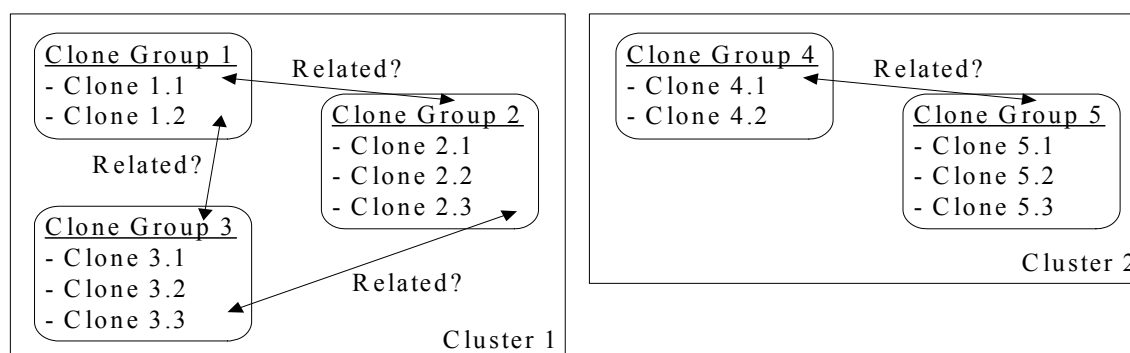 Clone Group 1
- Clone 1.1
- Clone 1.2
Related?
Clone Group 2
- Clone 2.1
- Clone 2.2
- Clone 2.3
Related?
Clone Group 3
- Clone 3.1
- Clone 3.2
- Clone 3.3
Related?
Cluster 1
Clone Group 4
- Clone 4.1
- Clone 4.2
Related?
Clone Group 5
- Clone 5.1
- Clone 5.2
- Clone 5.3
Cluster 2